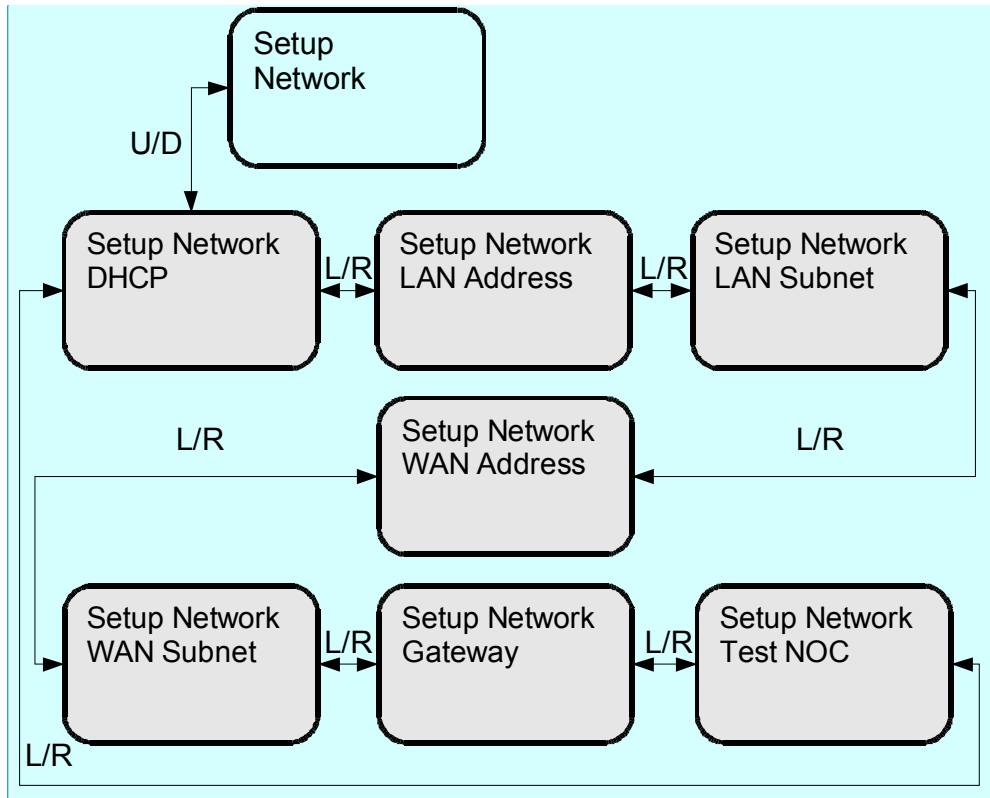 Setup
Network
U/D
Setup Network
DHCP
L/R
Setup Network
LAN Address
L/R
Setup Network
LAN Subnet
L/R
Setup Network
WAN Address
L/R
Setup Network
WAN Subnet
L/R
Setup Network
Gateway
L/R
Setup Network
Test NOC
L/R